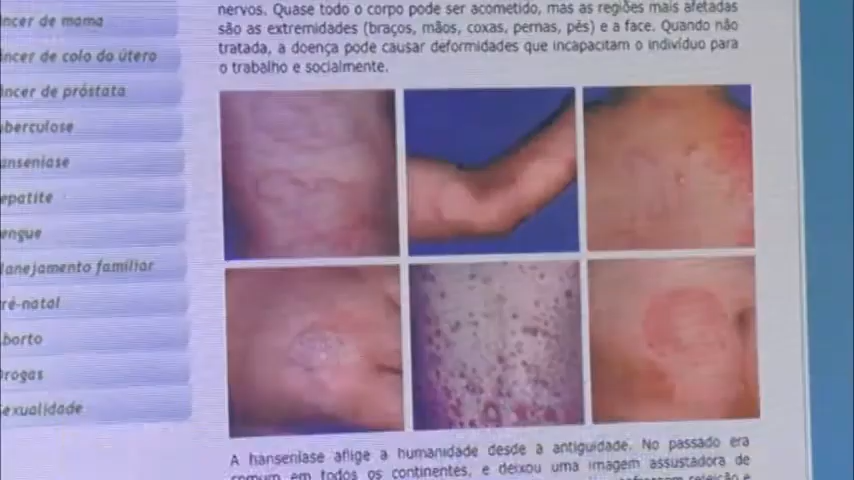 nervos. Quase todo o corpo pode ser acometido, mas as regiões mais afetadas
são as extremidades (braços, mãos, coxas, pernas, pés) e a face. Quando não
tratada, a doença pode causar deformidades que incapacitam o indivíduo para
o trabalho e socialmente.
ncer de mama
ncer de colo do útero
ncer de próstata
uberculose
anseníase
epatite
engue
lanejamento familiar
ré-natal
borto
rogas
exualidade
A hanseníase aflige a humanidade desde a antiguidade. No passado era
comum em todos os continentes, e deixou uma imagem assustadora de
rejeição e